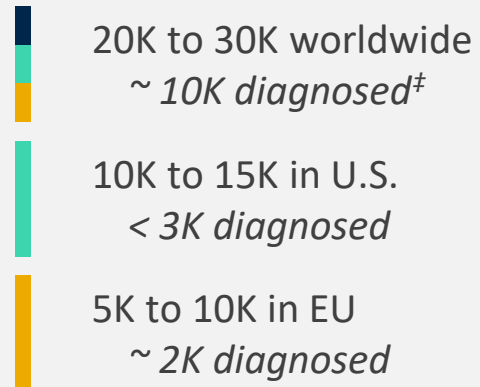 20K to 30K worldwide
~ 10K diagnosed‡
10K to 15K in U.S.
< 3K diagnosed
5K to 10K in EU
~ 2K diagnosed